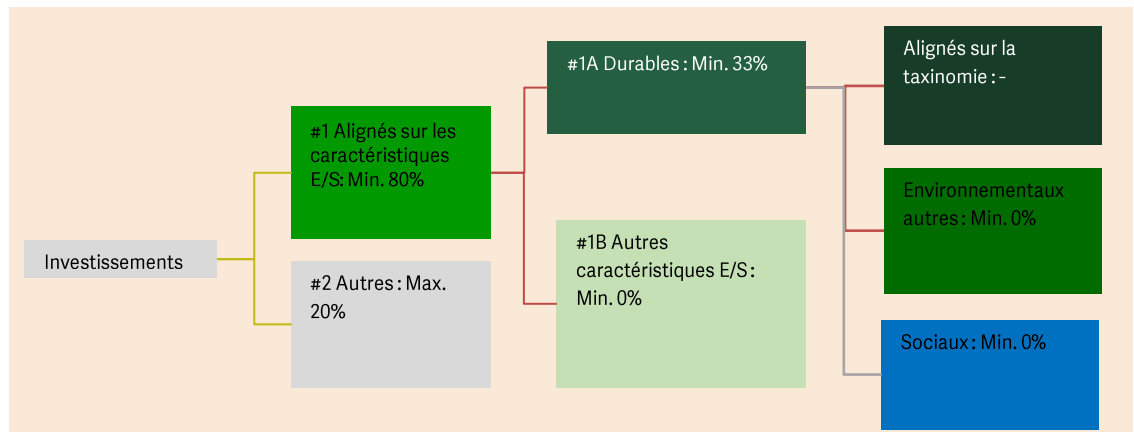 Investissements
#1 Alignés sur les
caractéristiques
E/S: Min. 80%
#2 Autres : Max.
20%
#1A Durables : Min. 33%
#1B Autres
caractéristiques E/S :
Min. 0%
Alignés sur la
taxinomie : -
Environnementaux
autres : Min. 0%
Sociaux : Min. 0%